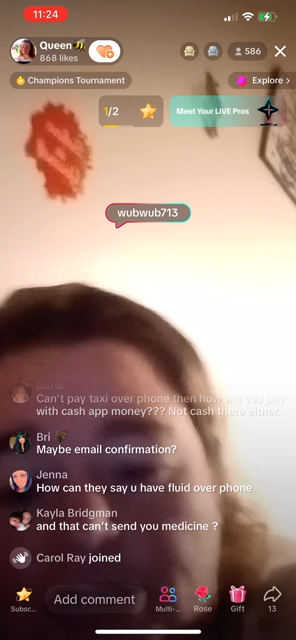 11:24
Queen 🐝
868 likes
586
Champions Tournament
Explore >
1/2
Meet Your LIVE Pros
wubwub713
Darla
Can't pay taxi over phone then how will you pay
with cash app money??? Not cash there either.
Bri
Maybe email confirmation?
Jenna
How can they say u have fluid over phone
Kayla Bridgman
and that can't send you medicine ?
Carol Ray joined
Subsc...
Add comment
Multi-...
Rose
Gift
13